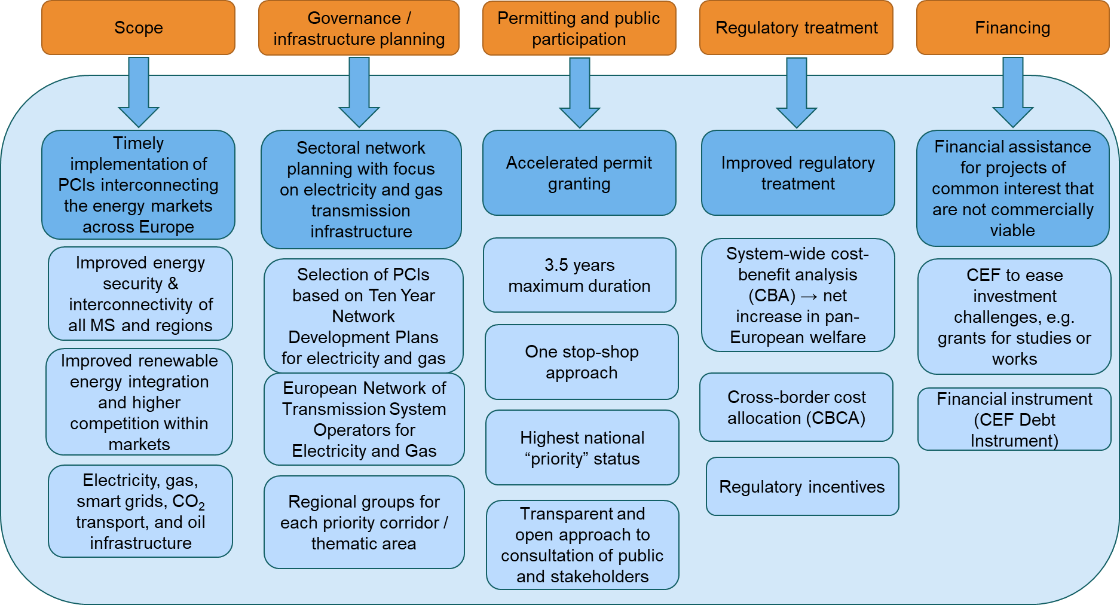 Scope
Governance /
infrastructure planning
Permitting and public
participation
Regulatory treatment
Financing
Timely
implementation of
PCIs interconnecting
the energy markets
across Europe
Improved energy
security &
interconnectivity of
all MS and regions
Improved renewable
energy integration
and higher
competition within
markets
Electricity, gas,
smart grids, CO₂
transport, and oil
infrastructure
Sectoral network
planning with focus
on electricity and gas
transmission
infrastructure
Selection of PCIs
based on Ten Year
Network
Development Plans
for electricity and gas
European Network of
Transmission System
Operators for
Electricity and Gas
Regional groups for
each priority corridor /
thematic area
Accelerated permit
granting
3.5 years
maximum duration
One stop-shop
approach
Highest national
“priority” status
Transparent and
open approach to
consultation of public
and stakeholders
Improved regulatory
treatment
System-wide cost-
benefit analysis
(CBA) → net
increase in pan-
European welfare
Cross-border cost
allocation (CBCA)
Regulatory incentives
Financial assistance
for projects of
common interest that
are not commercially
viable
CEF to ease
investment
challenges, e.g.
grants for studies or
works
Financial instrument
(CEF Debt
Instrument)